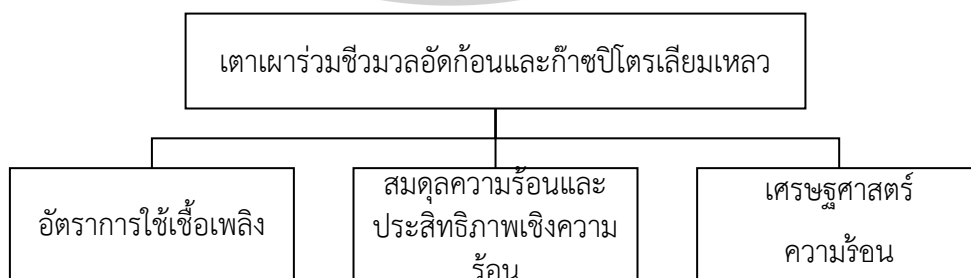 เตาเผาร่วมชีวมวลอัดก้อนและก๊าซปิโตรเลียมเหลว
อัตราการใช้เชื้อเพลิง
สมดุลความร้อนและ
ประสิทธิภาพเชิงความ
ร้อน
เศรษฐศาสตร์
ความร้อน